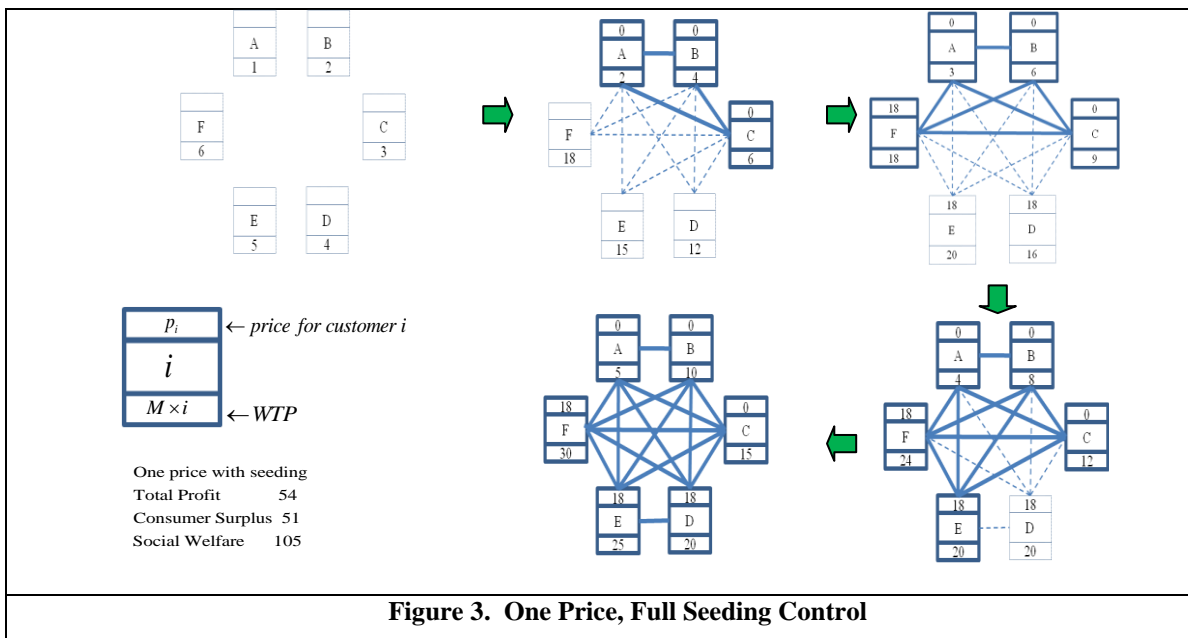 A B
1 2
F C
6 3
E D
5 4
0 0
A B
2 4
0
F C
18 6
E D
15 12
0 0
A B
3 6
18 0
F C
18 9
18 18
E D
20 16
p_i ← price for customer i
i
M × i ← WTP
One price with seeding
Total Profit 54
Consumer Surplus 51
Social Welfare 105
0 0
A B
5 10
18 0
F C
30 15
18 18
E D
25 20
0 0
A B
4 8
18 0
F C
24 12
18 18
E D
20 20
Figure 3. One Price, Full Seeding Control